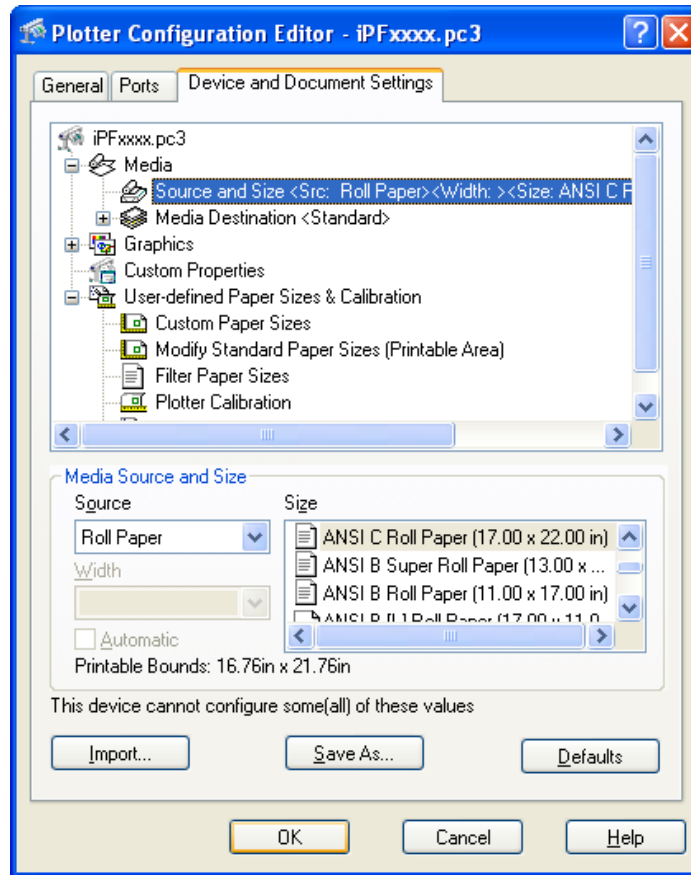 Plotter Configuration Editor - iPFxxxx.pc3
General Ports Device and Document Settings
iPFxxxx.pc3
Media
Source and Size <Src: Roll Paper><Width: ><Size: ANSI C
Media Destination <Standard>
Graphics
Custom Properties
User-defined Paper Sizes & Calibration
Custom Paper Sizes
Modify Standard Paper Sizes (Printable Area)
Filter Paper Sizes
Plotter Calibration
Media Source and Size
Source Size
Roll Paper
ANSI C Roll Paper (17.00 x 22.00 in)
Width
ANSI B Super Roll Paper (13.00 x ...
ANSI B Roll Paper (11.00 x 17.00 in)
Automatic
Printable Bounds: 16.76in x 21.76in
This device cannot configure some(all) of these values
Import... Save As... Defaults
OK Cancel Help